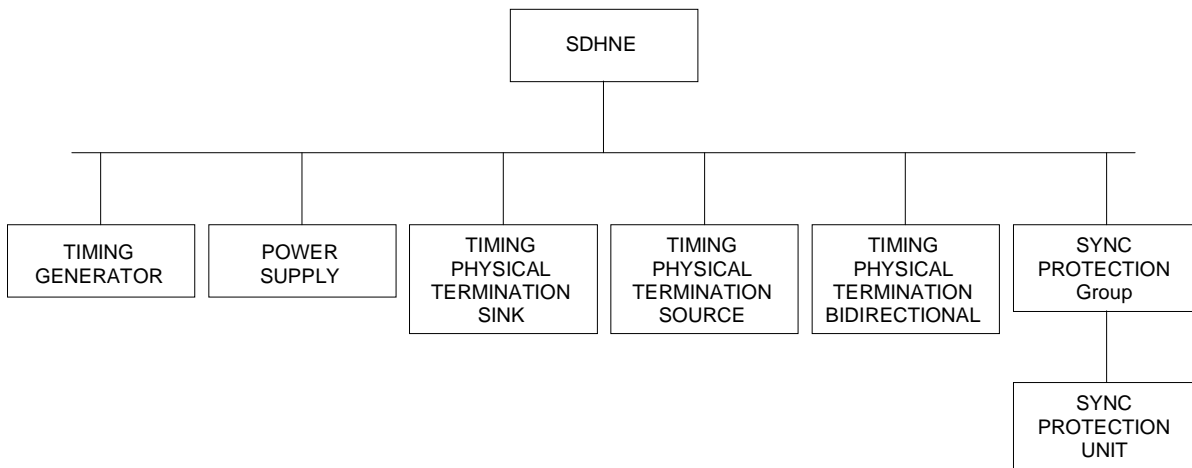 SDHNE
TIMING
GENERATOR
POWER
SUPPLY
TIMING
PHYSICAL
TERMINATION
SINK
TIMING
PHYSICAL
TERMINATION
SOURCE
TIMING
PHYSICAL
TERMINATION
BIDIRECTIONAL
SYNC
PROTECTION
Group
SYNC
PROTECTION
UNIT